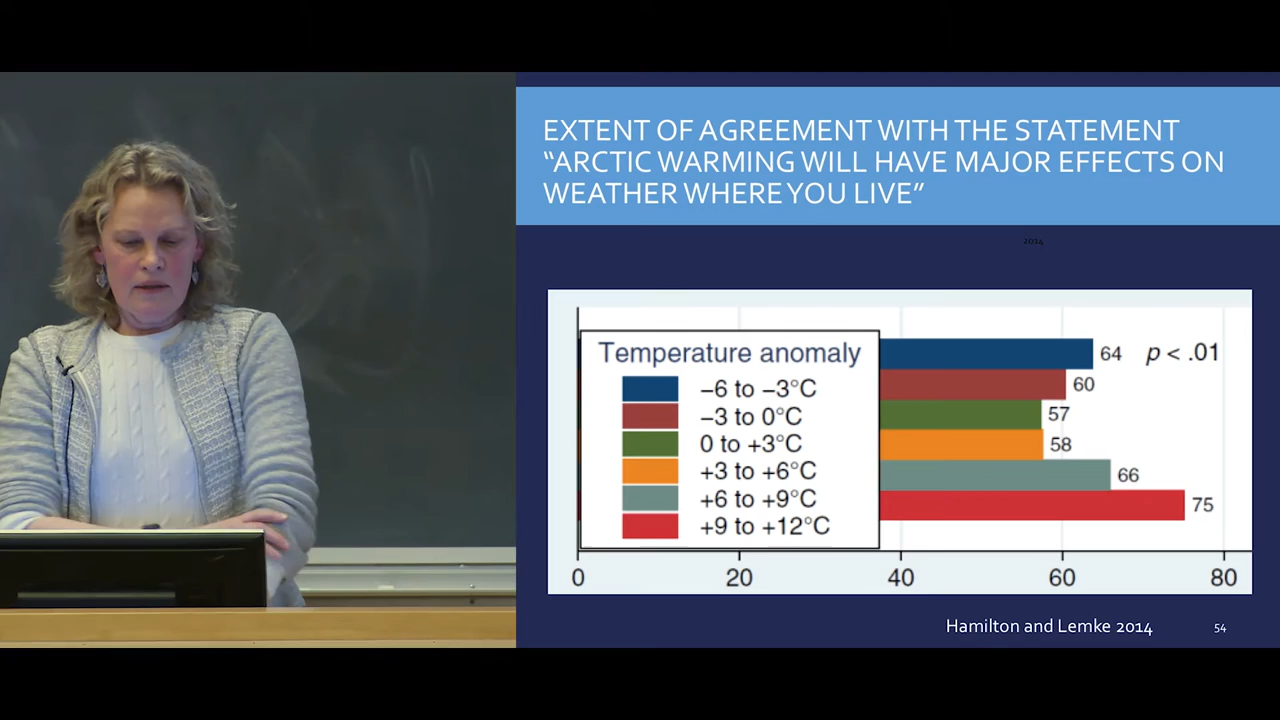 EXTENT OF AGREEMENT WITH THE STATEMENT
“ARCTIC WARMING WILL HAVE MAJOR EFFECTS ON
WEATHER WHERE YOU LIVE”
2014
Temperature anomaly
−6 to −3°C
−3 to 0°C
0 to +3°C
+3 to +6°C
+6 to +9°C
+9 to +12°C
64 p < .01
60
57
58
66
75
0 20 40 60 80
Hamilton and Lemke 2014
54